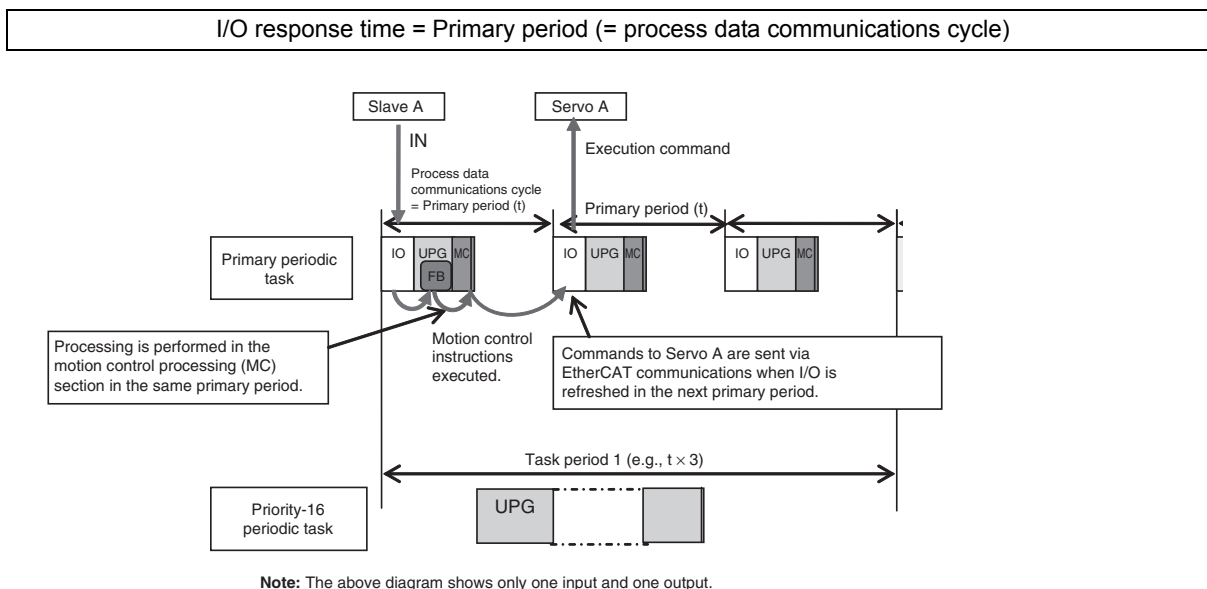 I/O response time = Primary period (= process data communications cycle)
Slave A
Servo A
IN
Execution command
Process data
communications cycle
= Primary period (t)
Primary period (t)
Primary periodic
task
IO
UPG
MC
FB
IO
UPG
MC
IO
UPG
MC
Processing is performed in the
motion control processing (MC)
section in the same primary period.
Motion control
instructions
executed.
Commands to Servo A are sent via
EtherCAT communications when I/O is
refreshed in the next primary period.
Task period 1 (e.g., t × 3)
Priority-16
periodic task
UPG
Note: The above diagram shows only one input and one output.